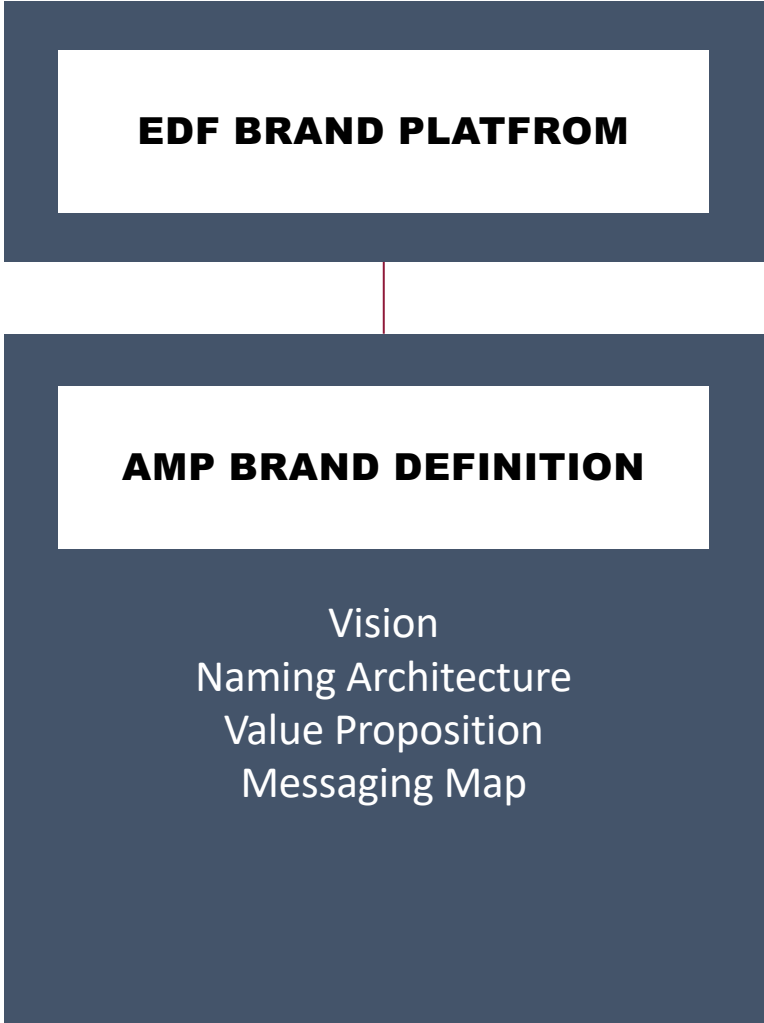 EDF BRAND PLATFROM
AMP BRAND DEFINITION
Vision
Naming Architecture
Value Proposition
Messaging Map